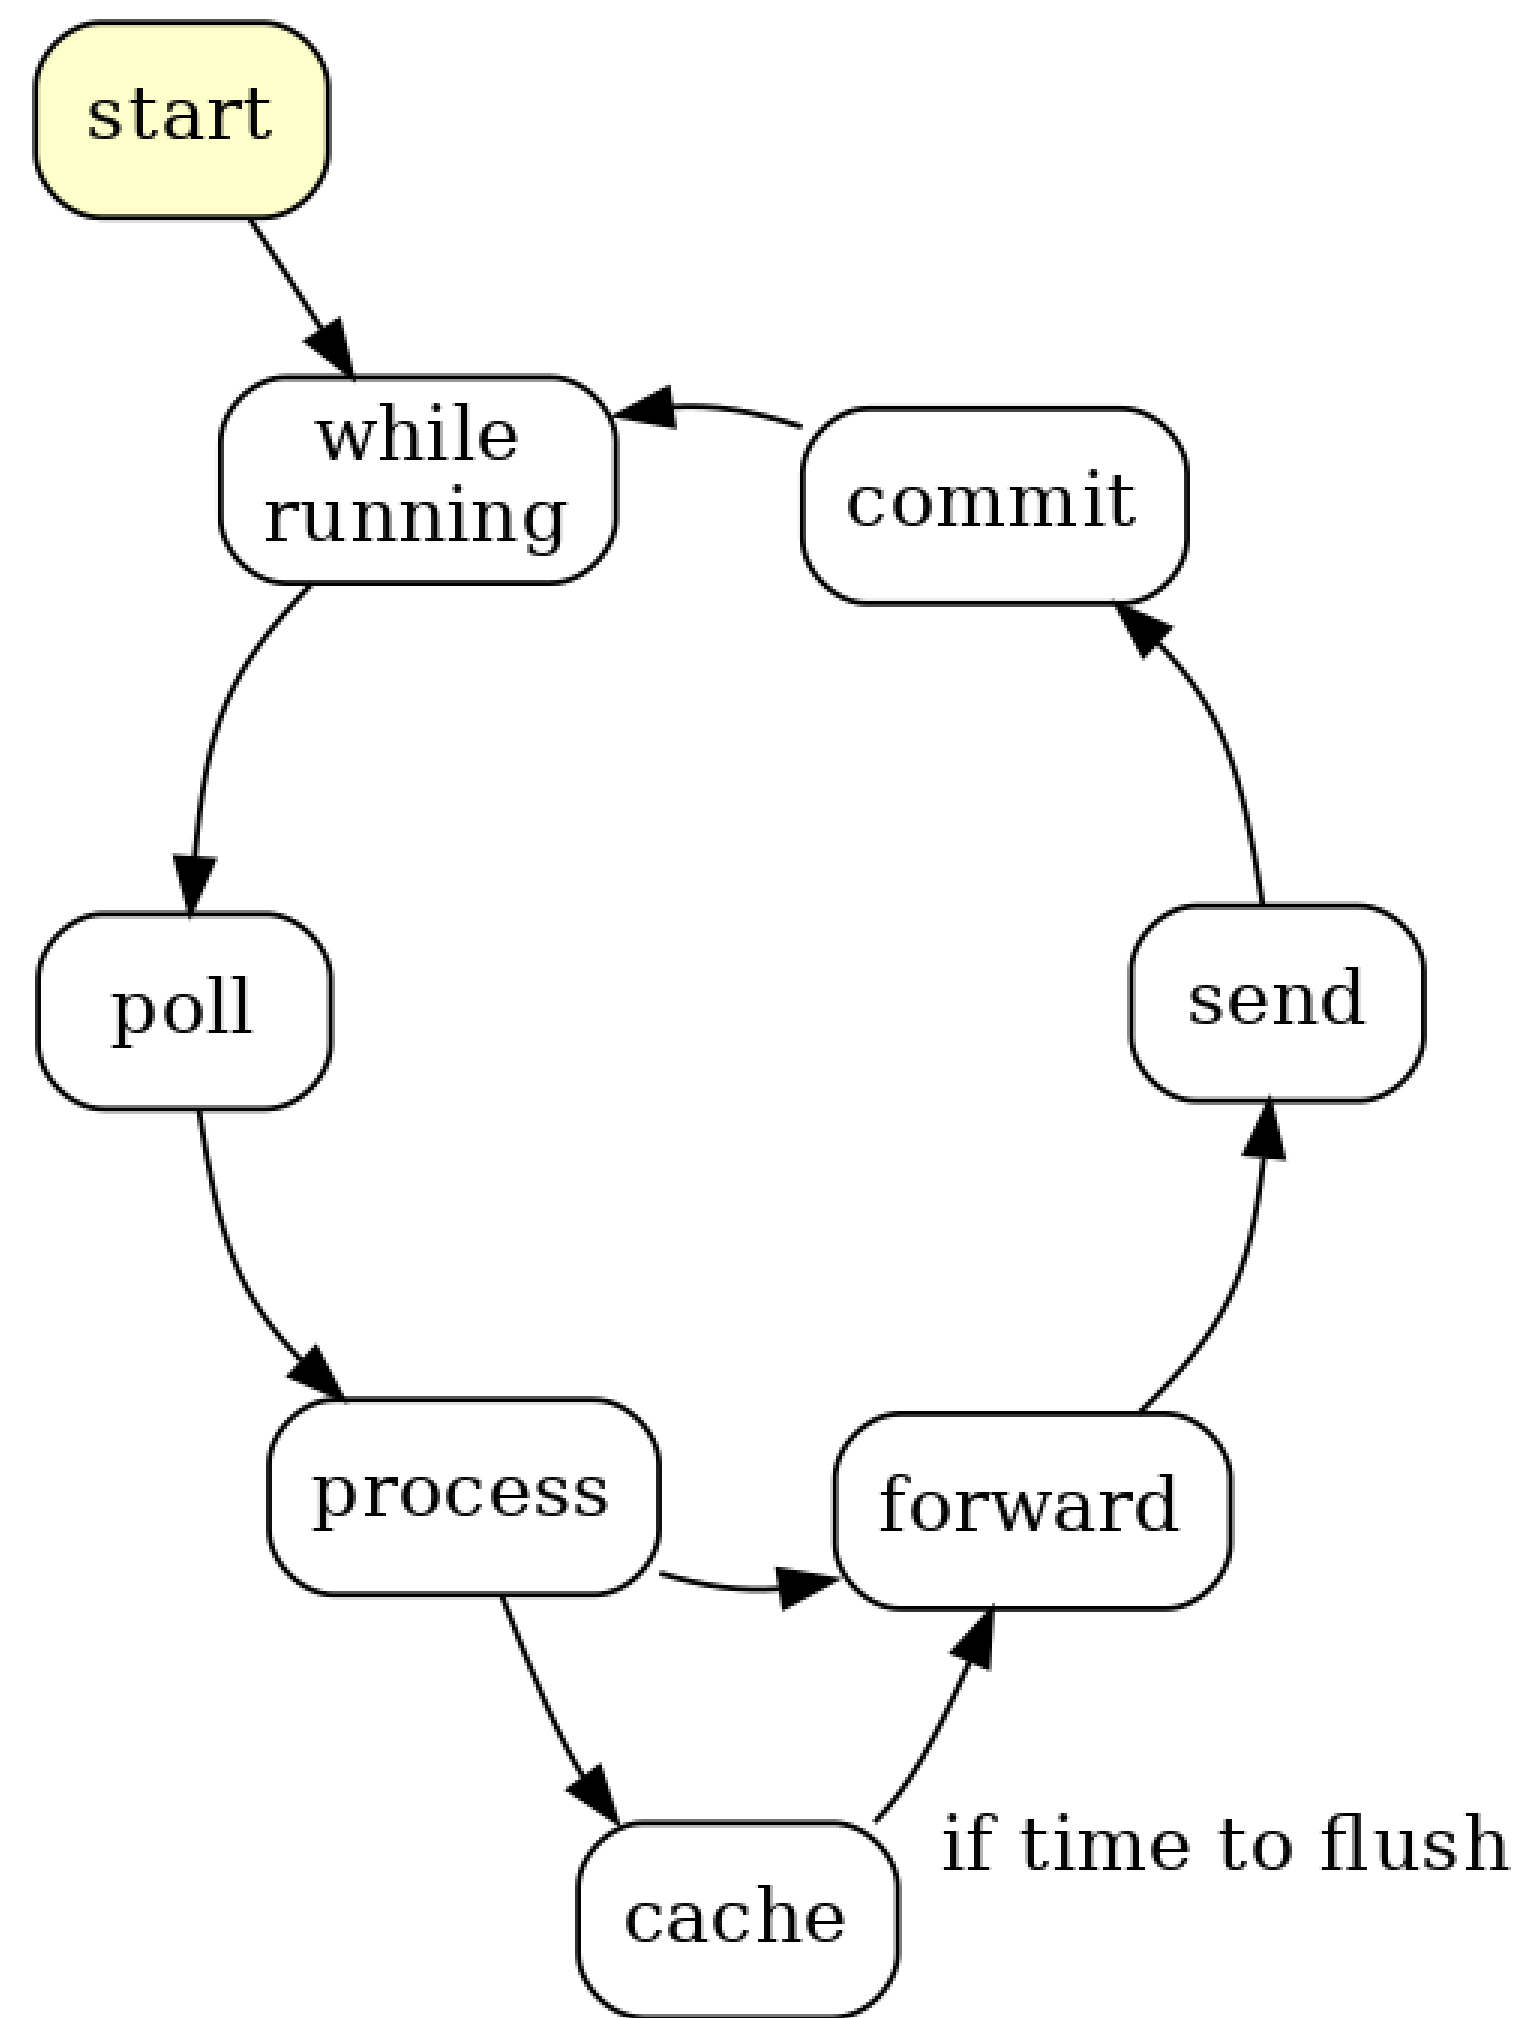 start
while
running
commit
poll
send
process
forward
if time to flush
cache